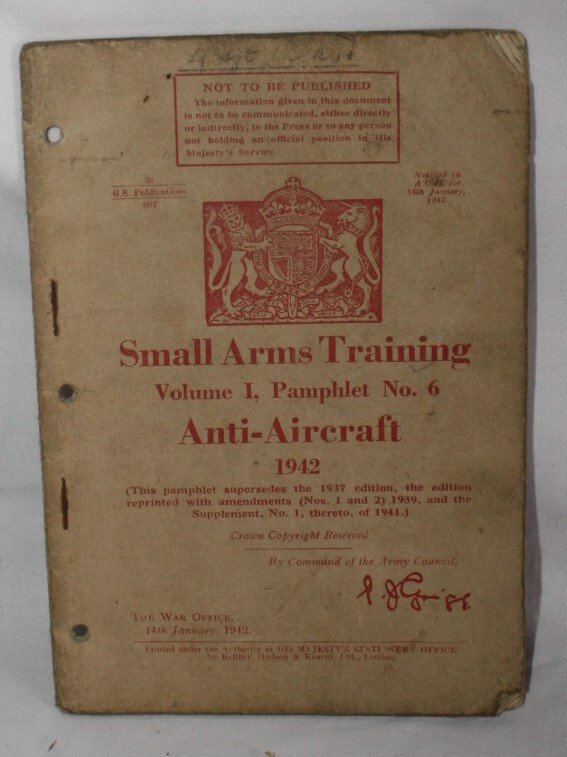 NOT TO BE PUBLISHED
The information given in this document
is not to be communicated, either directly
or indirectly, to the Press or to any person
not holding an official position in His
Majesty's Service.
26
G.S. Publications
607
Notified in
A.C.I. for
14th January,
1942
Small Arms Training
Volume I, Pamphlet No. 6
Anti-Aircraft
1942
(This pamphlet supersedes the 1937 edition, the edition
reprinted with amendments (Nos. 1 and 2) 1939, and the
Supplement, No. 1, thereto, of 1941.)
Crown Copyright Reserved
By Command of the Army Council,
P. J. Grigg.
THE WAR OFFICE,
14th January, 1942.
Printed under the Authority of HIS MAJESTY'S STATIONERY OFFICE
by Keliher, Hudson & Kearns, Ltd., London.